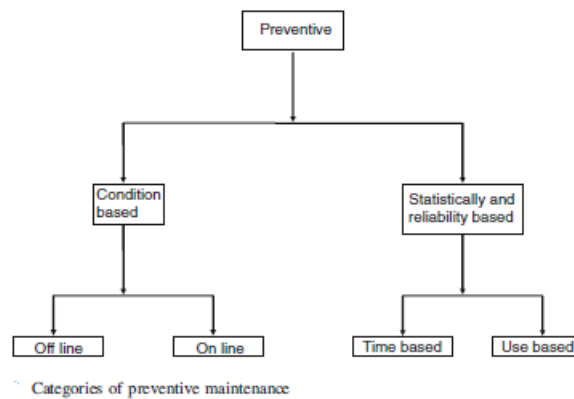 Preventive
Condition
based
Statistically and
reliability based
Off line
On line
Time based
Use based
Categories of preventive maintenance